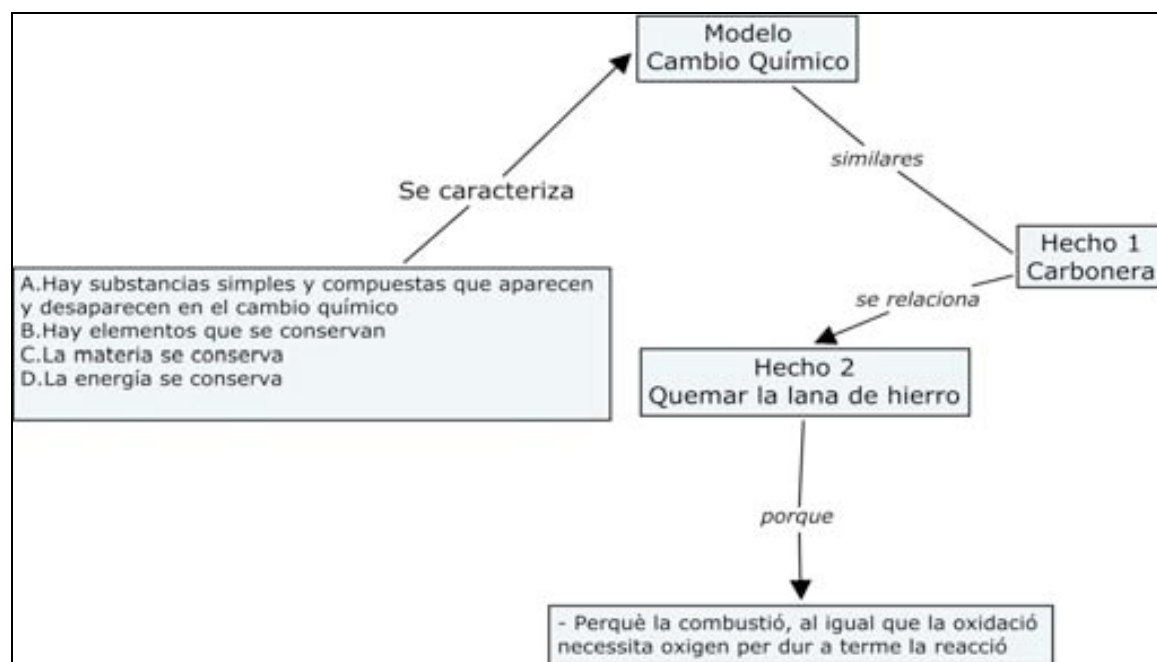 Modelo
Cambio Químico
similares
Se caracteriza
Hecho 1
Carbonera
A.Hay substancias simples y compuestas que aparecen
y desaparecen en el cambio químico
B.Hay elementos que se conservan
C.La materia se conserva
D.La energía se conserva
se relaciona
Hecho 2
Quemar la lana de hierro
porque
- Perquè la combustió, al igual que la oxidació
necessita oxigen per dur a terme la reacció